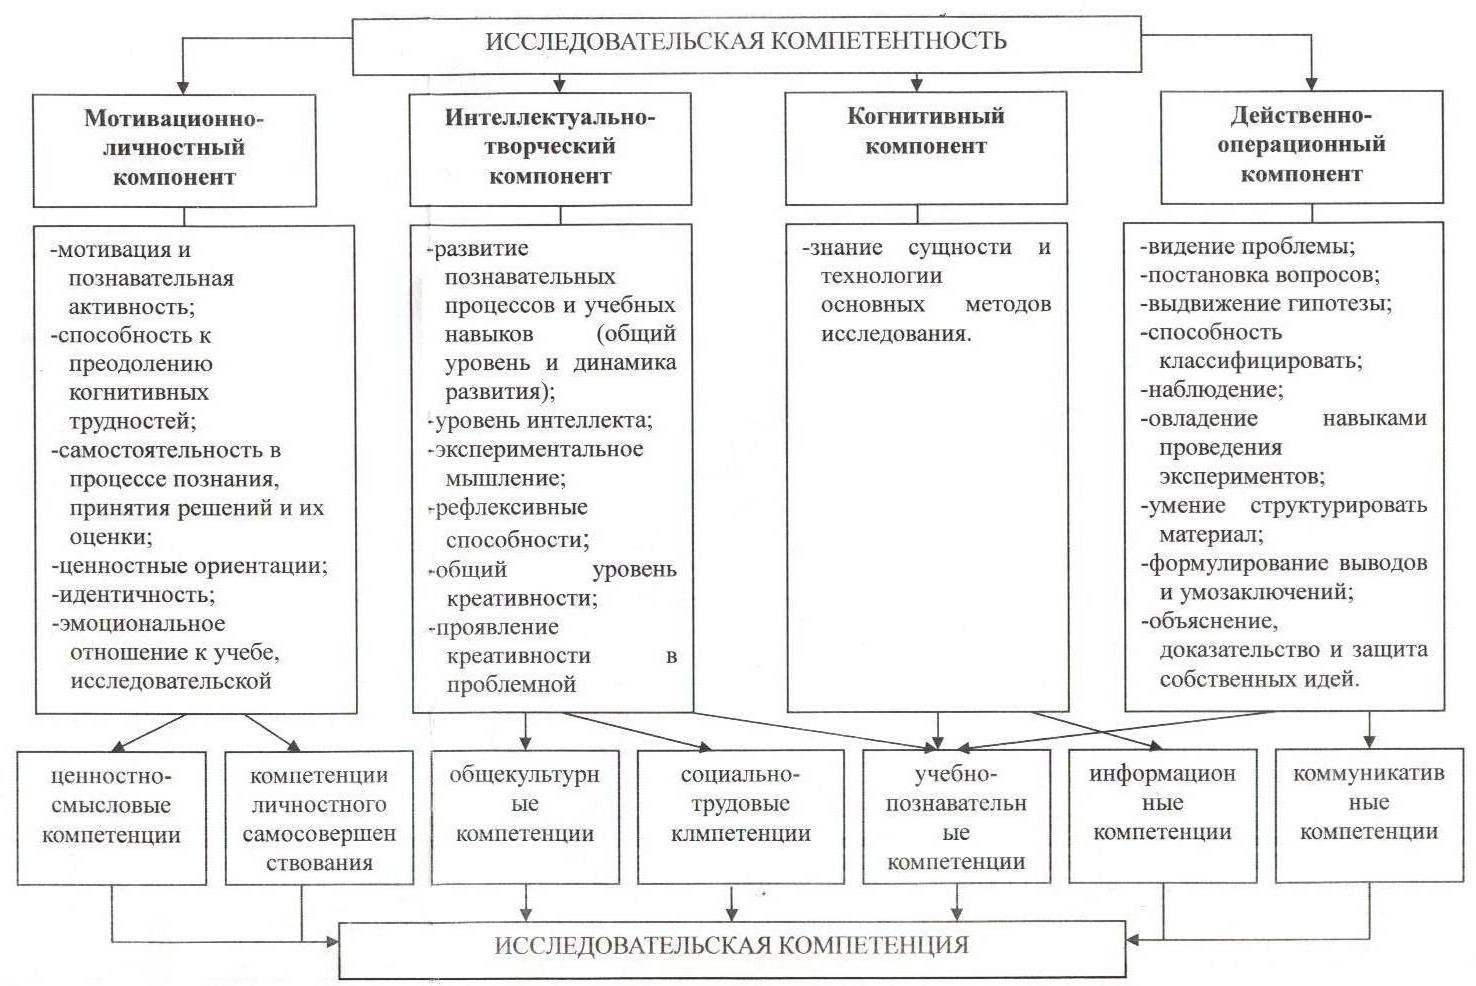 ИССЛЕДОВАТЕЛЬСКАЯ КОМПЕТЕНТНОСТЬ
Мотивационно-
личностный
компонент
Интеллектуально-
творческий
компонент
Когнитивный
компонент
Действенно-
операционный
компонент
-мотивация и
познавательная
активность;
-способность к
преодолению
когнитивных
трудностей;
-самостоятельность в
процессе познания,
принятия решений и их
оценки;
-ценностные ориентации;
-идентичность;
-эмоциональное
отношение к учебе,
исследовательской
-развитие
познавательных
процессов и учебных
навыков (общий
уровень и динамика
развития);
-уровень интеллекта;
-экспериментальное
мышление;
-рефлексивные
способности;
-общий уровень
креативности;
-проявление
креативности в
проблемной
-знание сущности и
технологии
основных методов
исследования.
-видение проблемы;
-постановка вопросов;
-выдвижение гипотезы;
-способность
классифицировать;
-наблюдение;
-овладение навыками
проведения
экспериментов;
-умение структурировать
материал;
-формулирование выводов
и умозаключений;
-объяснение,
доказательство и защита
собственных идей.
ценностно-
смысловые
компетенции
компетенции
личностного
самосовершен
ствования
общекультурн
ые
компетенции
социально-
трудовые
клмпетенции
учебно-
познавательн
ые
компетенции
информацион
ные
компетенции
коммуникатив
ные
компетенции
ИССЛЕДОВАТЕЛЬСКАЯ КОМПЕТЕНЦИЯ